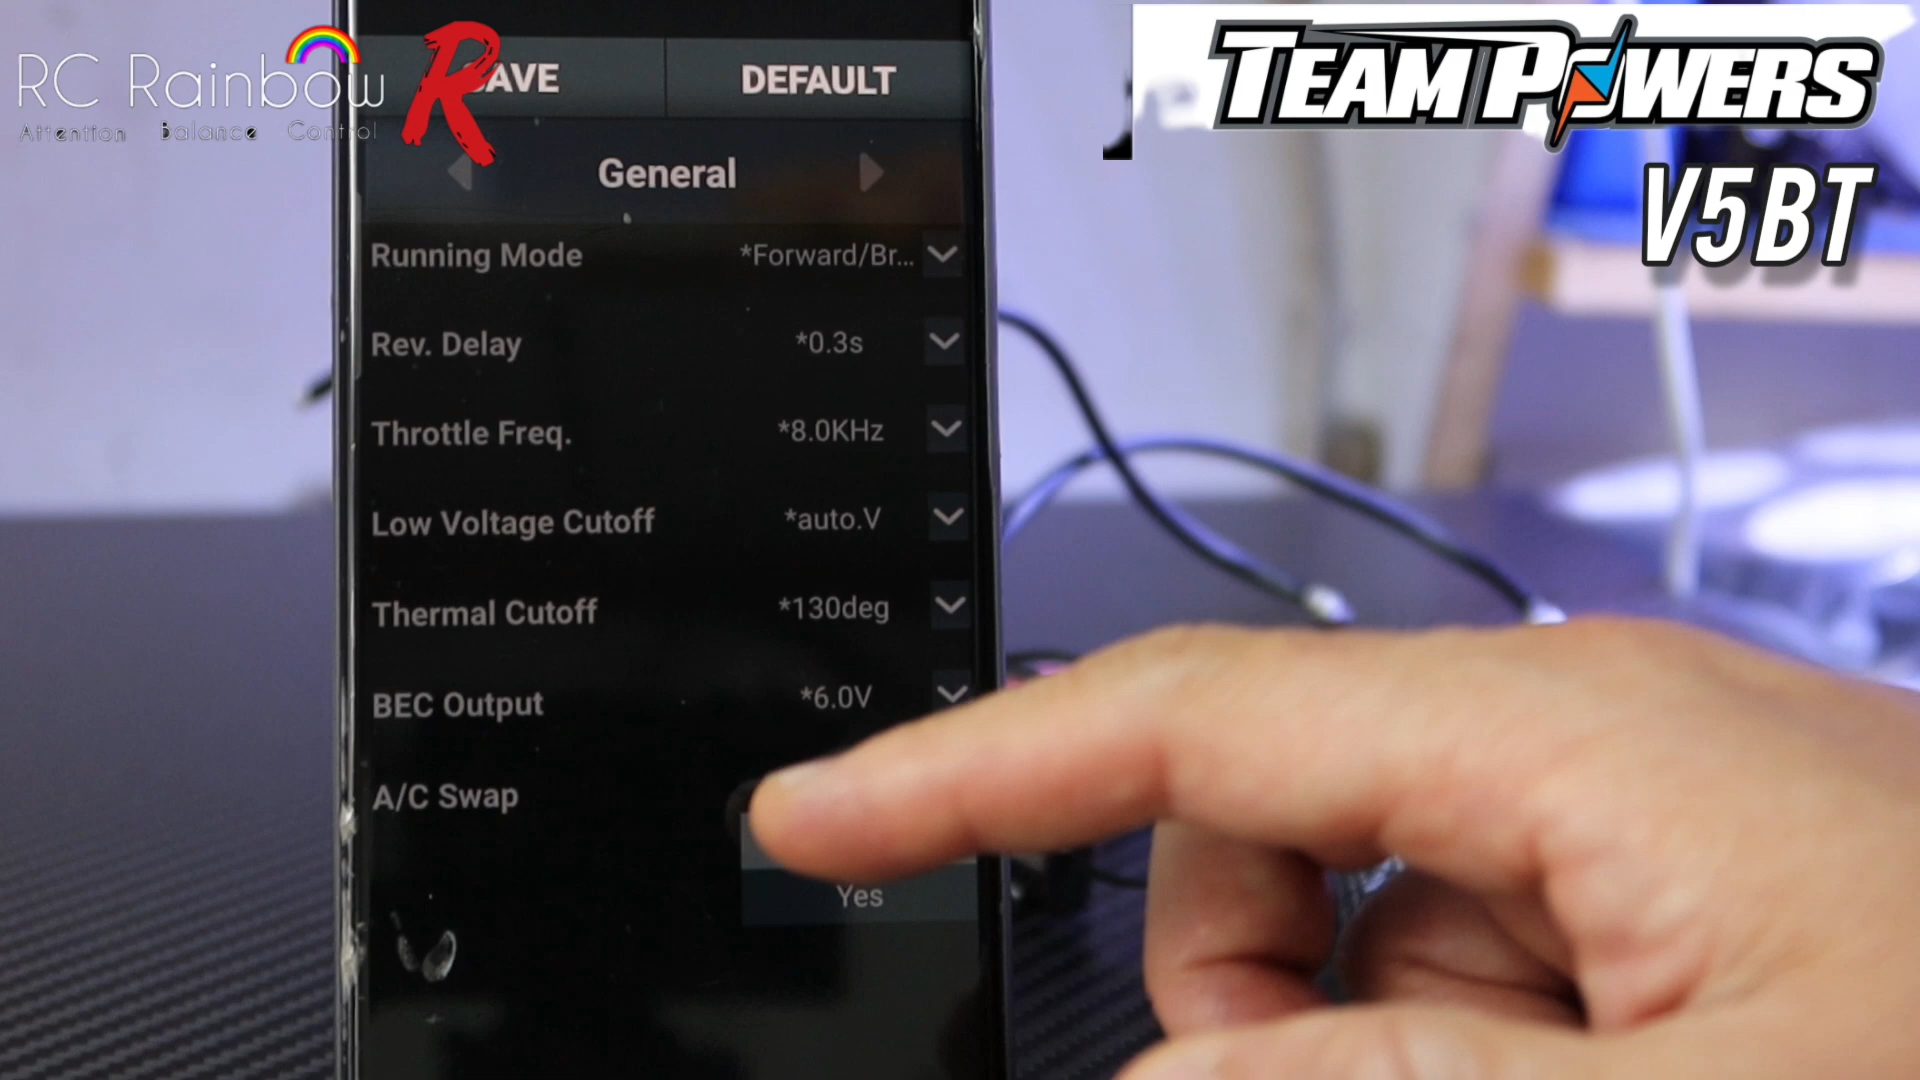 RC Rainbow R
Attention Balance Control
DEFAULT
TEAM POWERS
V5BT
General
Running Mode *Forward/Br...
Rev. Delay *0.3s
Throttle Freq. *8.0KHz
Low Voltage Cutoff *auto.V
Thermal Cutoff *130deg
BEC Output *6.0V
A/C Swap
Yes